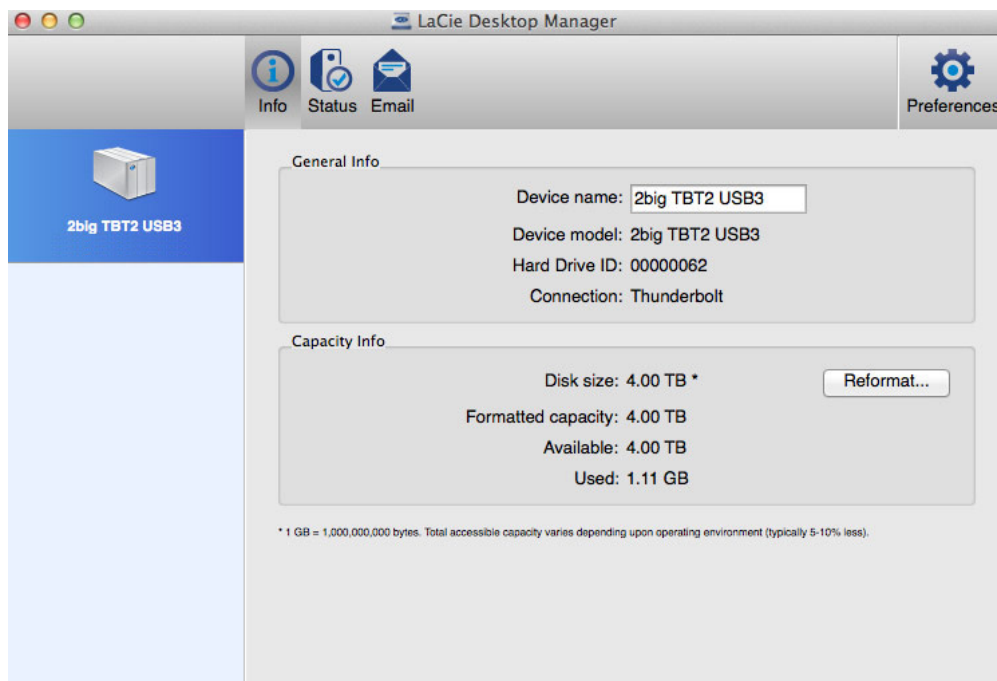 LaCie Desktop Manager
Info Status Email Preferences
2big TBT2 USB3
General Info
Device name: 2big TBT2 USB3
Device model: 2big TBT2 USB3
Hard Drive ID: 00000062
Connection: Thunderbolt
Capacity Info
Disk size: 4.00 TB * Reformat...
Formatted capacity: 4.00 TB
Available: 4.00 TB
Used: 1.11 GB
* 1 GB = 1,000,000,000 bytes. Total accessible capacity varies depending upon operating environment (typically 5-10% less).